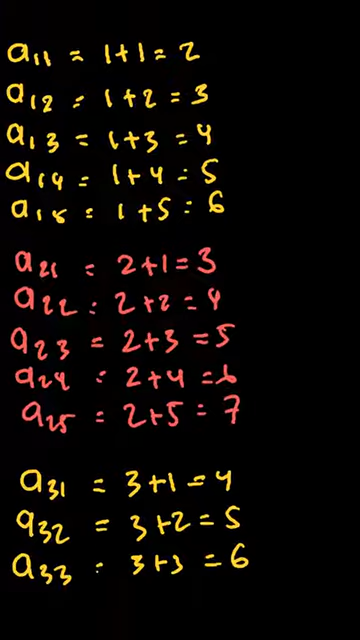 a11 = 1+1 = 2
a12 = 1+2 = 3
a13 = 1+3 = 4
a14 = 1+4 = 5
a15 = 1+5 = 6
a21 = 2+1 = 3
a22 = 2+2 = 4
a23 = 2+3 = 5
a24 = 2+4 = 6
a25 = 2+5 = 7
a31 = 3+1 = 4
a32 = 3+2 = 5
a33 = 3+3 = 6